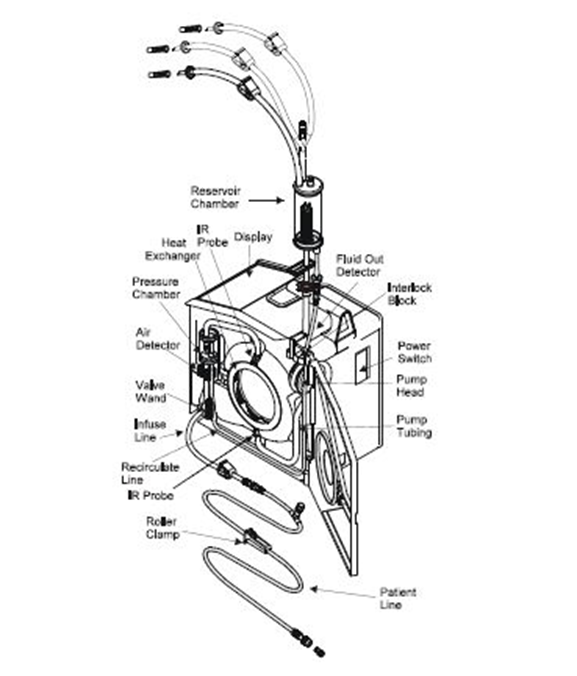 Reservoir
Chamber
IR
Probe
Display
Heat
Exchanger
Fluid Out
Detector
Pressure
Chamber
Interlock
Block
Air
Detector
Power
Switch
Valve
Wand
Pump
Head
Infuse
Line
Pump
Tubing
Recirculate
Line
IR Probe
Roller
Clamp
Patient
Line